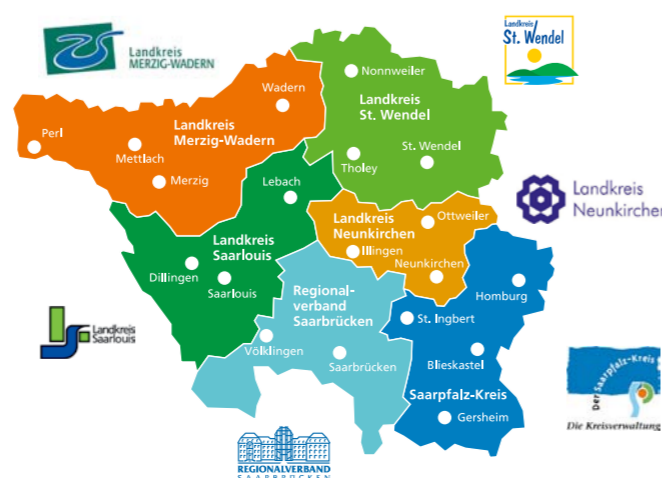 Landkreis
MERZIG-WADERN
Landkreis
St. Wendel
Nonnweiler
Wadern
Landkreis
St. Wendel
Perl
Landkreis
Merzig-Wadern
Mettlach
St. Wendel
Tholey
Merzig
Lebach
Landkreis
Neunkirchen
Ottweiler
Landkreis
Neunkirchen
Illingen
Landkreis
Saarlouis
Dillingen
Saarlouis
Neunkirchen
Homburg
Regional-
verband
Saarbrücken
St. Ingbert
Landkreis
Saarlouis
Völklingen
Saarbrücken
Blieskastel
Saarpfalz-Kreis
Gersheim
Der Saarpfalz-Kreis
Die Kreisverwaltung
REGIONALVERBAND
SAARBRÜCKEN